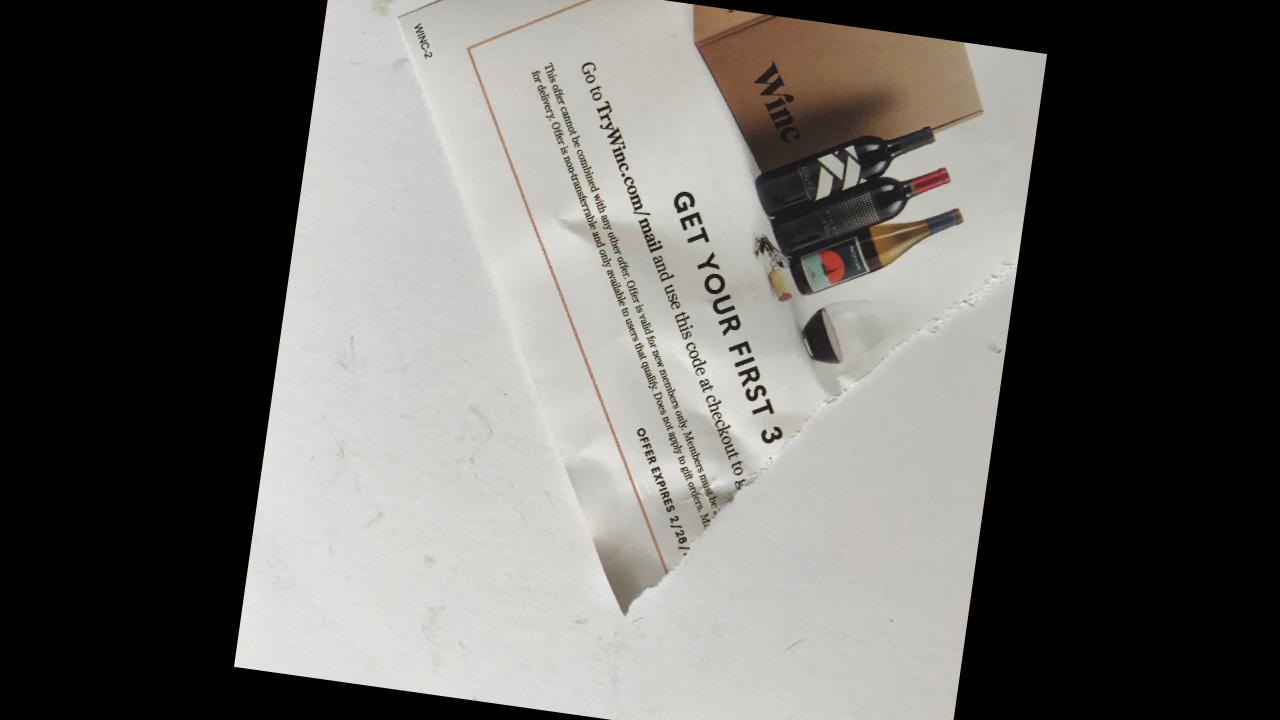 Winc
GET YOUR FIRST 3
Go to TryWinc.com/mail and use this code at checkout to g
This offer cannot be combined with any other offer. Offer is valid for new members only. Members must be
for delivery. Offer is non-transferrable and only available to users that qualify. Does not apply to gift orders.
OFFER EXPIRES 2/28/
WINC-2